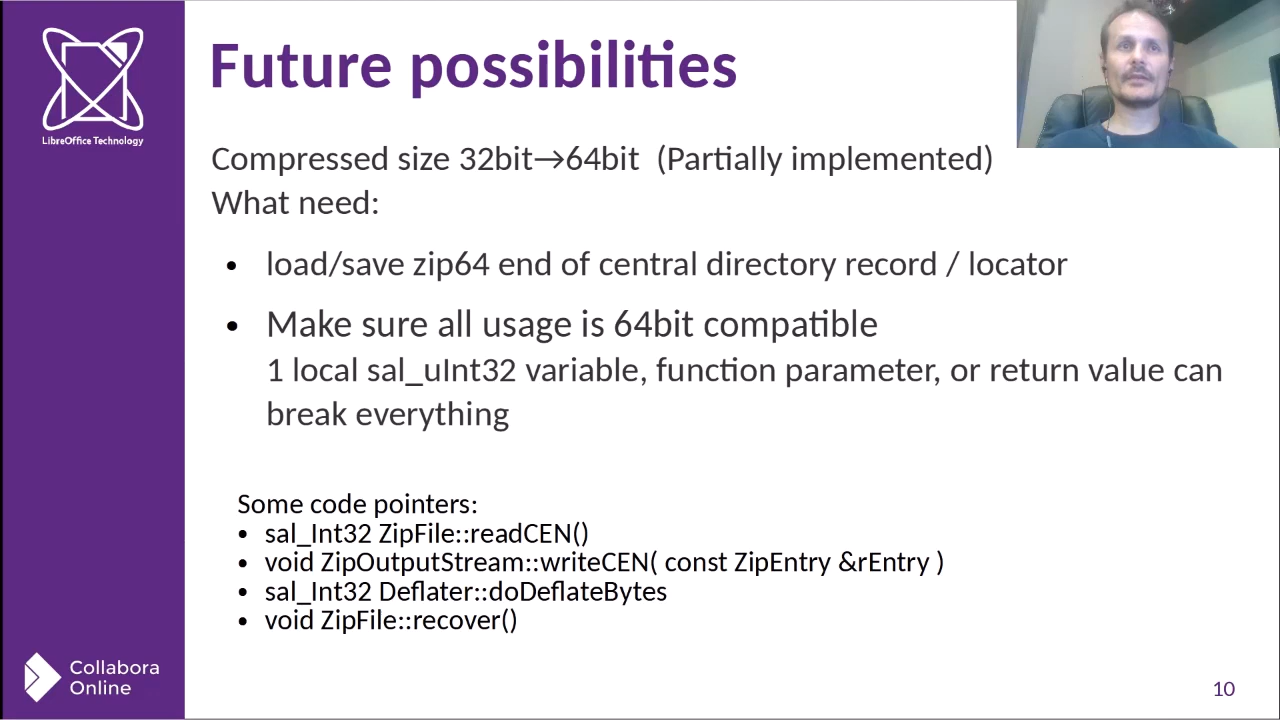 LibreOffice Technology
Future possibilities
Compressed size 32bit→64bit (Partially implemented)
What need:
• load/save zip64 end of central directory record / locator
• Make sure all usage is 64bit compatible
1 local sal_uInt32 variable, function parameter, or return value can
break everything
Some code pointers:
• sal_Int32 ZipFile::readCEN()
• void ZipOutputStream::writeCEN( const ZipEntry &rEntry )
• sal_Int32 Deflater::doDeflateBytes
• void ZipFile::recover()
Collabora
Online
10